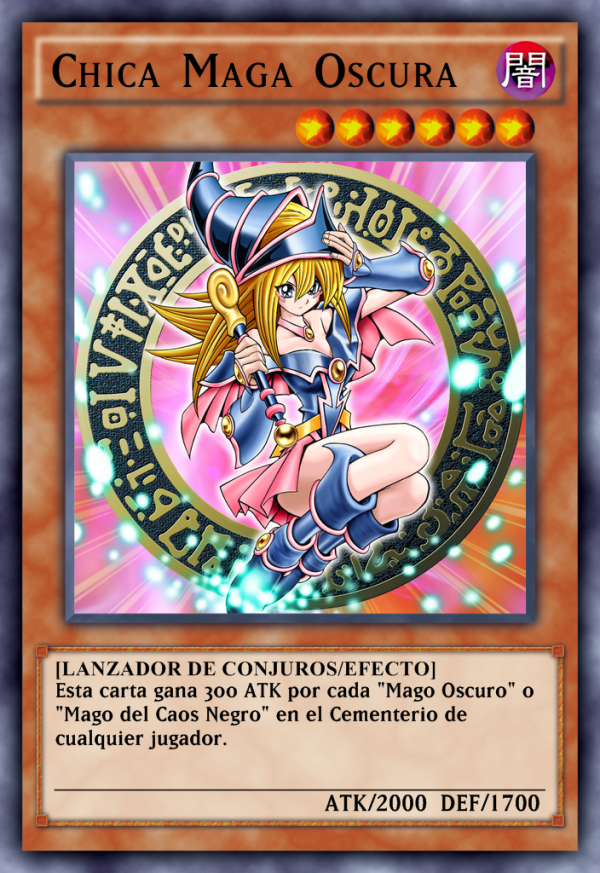 Chica Maga Oscura
闇
[LANZADOR DE CONJUROS/EFECTO]
Esta carta gana 300 ATK por cada "Mago Oscuro" o
"Mago del Caos Negro" en el Cementerio de
cualquier jugador.
ATK/2000 DEF/1700